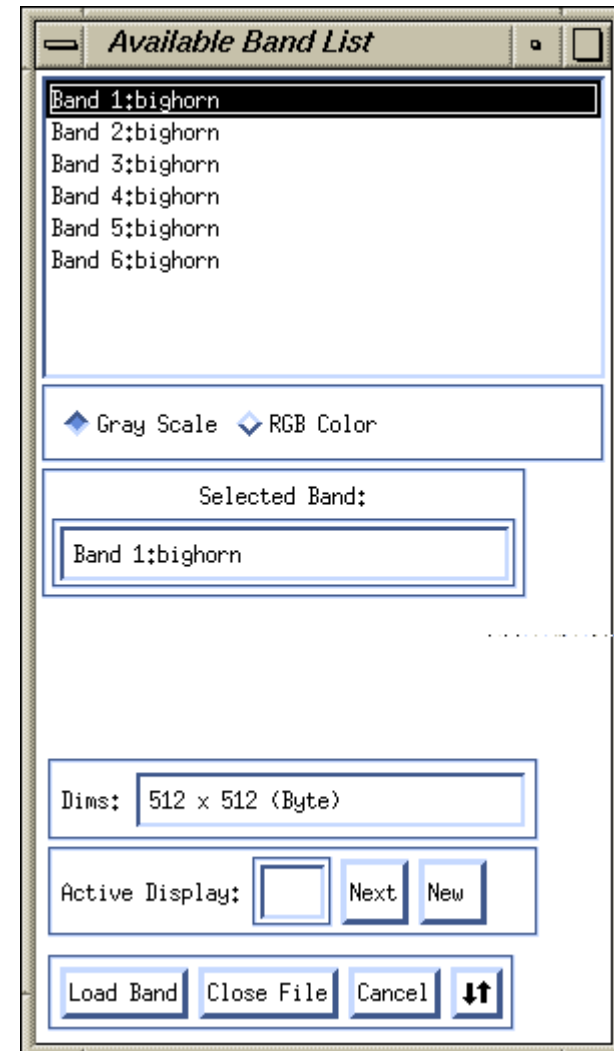 Available Band List
Band 1:bighorn
Band 2:bighorn
Band 3:bighorn
Band 4:bighorn
Band 5:bighorn
Band 6:bighorn
Gray Scale RGB Color
Selected Band:
Band 1:bighorn
Dims: 512 x 512 (Byte)
Active Display: Next New
Load Band Close File Cancel